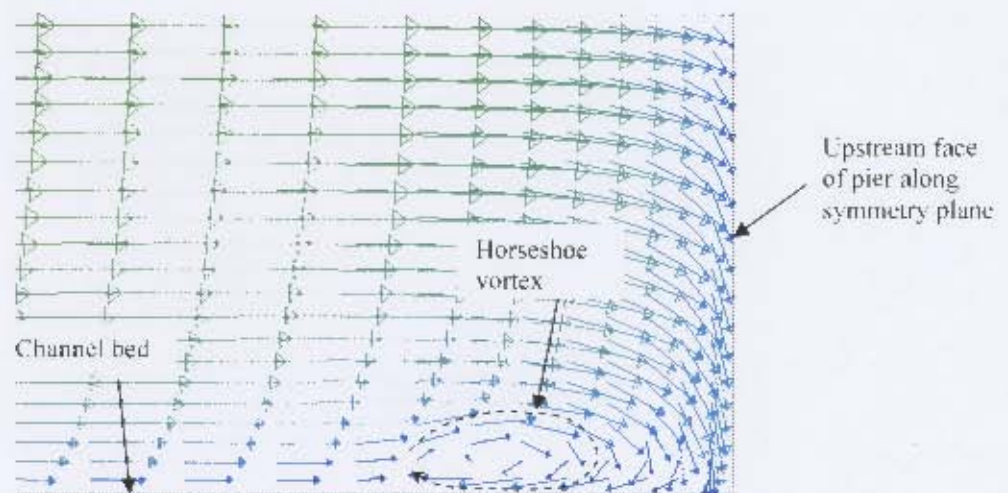 Upstream face
of pier along
symmetry plane
Horseshoe
vortex
Channel bed